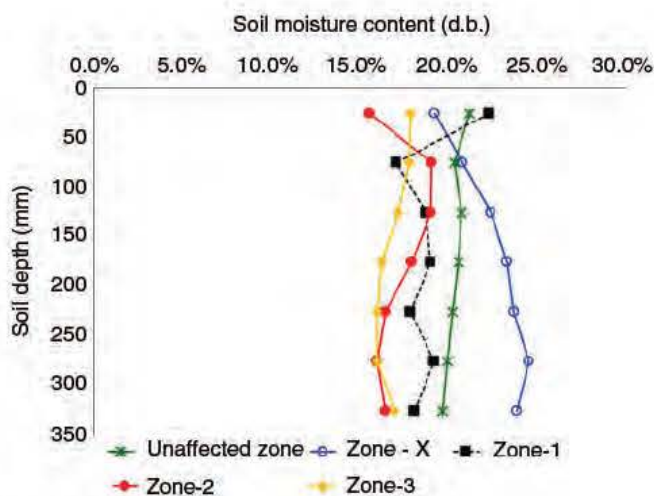 Soil moisture content (d.b.)
0.0% 5.0% 10.0% 15.0% 20.0% 25.0% 30.0%
0
50
100
150
200
250
300
350
Soil depth (mm)
Unaffected zone Zone - X Zone-1
Zone-2 Zone-3